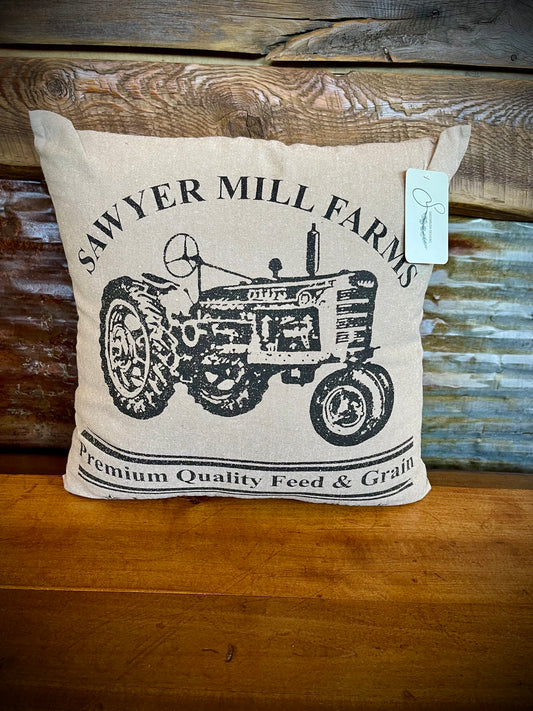 SAWYER MILL FARMS
Premium Quality Feed & Grain